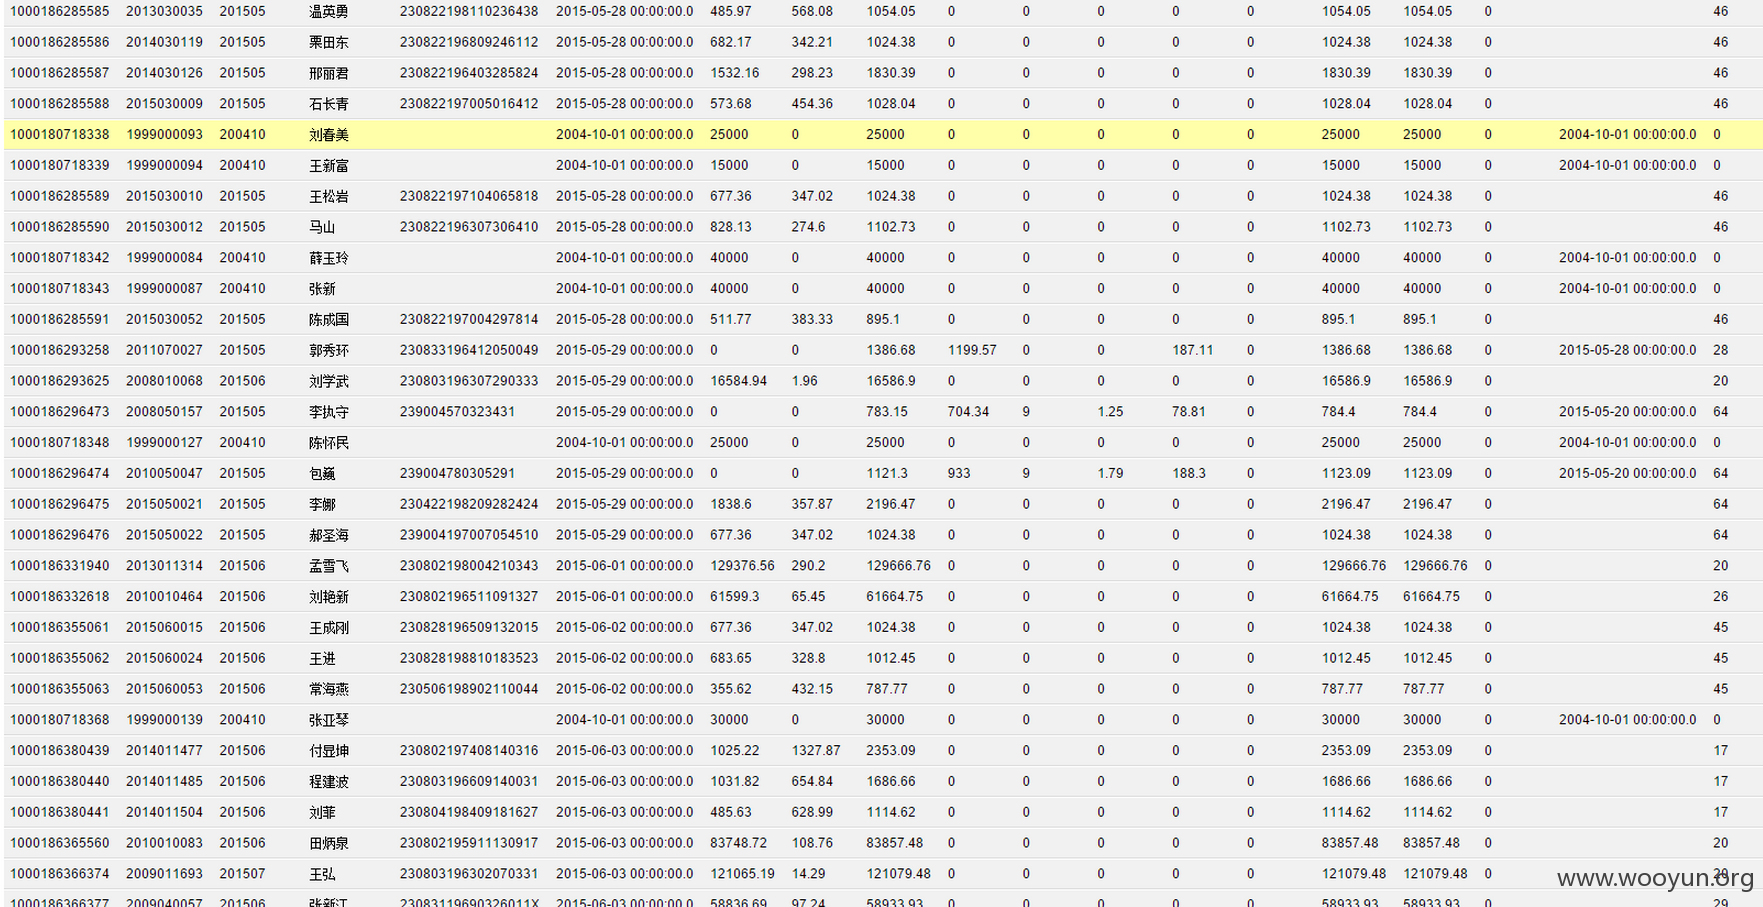 1000186285585 2013030035 201505 温英勇 230822198110236438 2015-05-28 00:00:00.0 485.97 568.08 1054.05 0 0 0 0 0 1054.05 1054.05 0 46
1000186285586 2014030119 201505 栗田东 230822196809246112 2015-05-28 00:00:00.0 682.17 342.21 1024.38 0 0 0 0 0 1024.38 1024.38 0 46
1000186285587 2014030126 201505 邢丽君 230822196403285824 2015-05-28 00:00:00.0 1532.16 298.23 1830.39 0 0 0 0 0 1830.39 1830.39 0 46
1000186285588 2015030009 201505 石长青 230822197005016412 2015-05-28 00:00:00.0 573.68 454.36 1028.04 0 0 0 0 0 1028.04 1028.04 0 46
1000180718338 1999000093 200410 刘春美 2004-10-01 00:00:00.0 25000 0 25000 0 0 0 0 0 25000 25000 0 2004-10-01 00:00:00.0 0
1000180718339 1999000094 200410 王新富 2004-10-01 00:00:00.0 15000 0 15000 0 0 0 0 0 15000 15000 0 2004-10-01 00:00:00.0 0
1000186285589 2015030010 201505 王松岩 230822197104065818 2015-05-28 00:00:00.0 677.36 347.02 1024.38 0 0 0 0 0 1024.38 1024.38 0 46
1000186285590 2015030012 201505 马山 230822196307306410 2015-05-28 00:00:00.0 828.13 274.6 1102.73 0 0 0 0 0 1102.73 1102.73 0 46
1000180718342 1999000084 200410 薛玉玲 2004-10-01 00:00:00.0 40000 0 40000 0 0 0 0 0 40000 40000 0 2004-10-01 00:00:00.0 0
1000180718343 1999000087 200410 张新 2004-10-01 00:00:00.0 40000 0 40000 0 0 0 0 0 40000 40000 0 2004-10-01 00:00:00.0 0
1000186285591 2015030052 201505 陈成国 230822197004297814 2015-05-28 00:00:00.0 511.77 383.33 895.1 0 0 0 0 0 895.1 895.1 0 46
1000186293258 2011070027 201505 郭秀环 230833196412050049 2015-05-29 00:00:00.0 0 0 1386.68 1199.57 0 0 187.11 0 1386.68 1386.68 0 2015-05-28 00:00:00.0 28
1000186293625 2008010068 201506 刘学武 230803196307290333 2015-05-29 00:00:00.0 16584.94 1.96 16586.9 0 0 0 0 0 16586.9 16586.9 0 20
1000186296473 2008050157 201505 李执守 239004570323431 2015-05-29 00:00:00.0 0 0 783.15 704.34 9 1.25 78.81 0 784.4 784.4 0 2015-05-20 00:00:00.0 64
1000180718348 1999000127 200410 陈怀民 2004-10-01 00:00:00.0 25000 0 25000 0 0 0 0 0 25000 25000 0 2004-10-01 00:00:00.0 0
1000186296474 2010050047 201505 包巍 239004780305291 2015-05-29 00:00:00.0 0 0 1121.3 933 9 1.79 188.3 0 1123.09 1123.09 0 2015-05-20 00:00:00.0 64
1000186296475 2015050021 201505 李娜 230422198209282424 2015-05-29 00:00:00.0 1838.6 357.87 2196.47 0 0 0 0 0 2196.47 2196.47 0 64
1000186296476 2015050022 201505 郝圣海 239004197007054510 2015-05-29 00:00:00.0 677.36 347.02 1024.38 0 0 0 0 0 1024.38 1024.38 0 64
1000186331940 2013011314 201506 孟雪飞 230802198004210343 2015-06-01 00:00:00.0 129376.56 290.2 129666.76 0 0 0 0 0 129666.76 129666.76 0 20
1000186332618 2010010464 201506 刘艳新 230802196511091327 2015-06-01 00:00:00.0 61599.3 65.45 61664.75 0 0 0 0 0 61664.75 61664.75 0 26
1000186355061 2015060015 201506 王成刚 230828196509132015 2015-06-02 00:00:00.0 677.36 347.02 1024.38 0 0 0 0 0 1024.38 1024.38 0 45
1000186355062 2015060024 201506 王进 230828198810183523 2015-06-02 00:00:00.0 683.65 328.8 1012.45 0 0 0 0 0 1012.45 1012.45 0 45
1000186355063 2015060053 201506 常海燕 230506198902110044 2015-06-02 00:00:00.0 355.62 432.15 787.77 0 0 0 0 0 787.77 787.77 0 45
1000180718368 1999000139 200410 张亚琴 2004-10-01 00:00:00.0 30000 0 30000 0 0 0 0 0 30000 30000 0 2004-10-01 00:00:00.0 0
1000186380439 2014011477 201506 付显坤 230802197408140316 2015-06-03 00:00:00.0 1025.22 1327.87 2353.09 0 0 0 0 0 2353.09 2353.09 0 17
1000186380440 2014011485 201506 程建波 230803196609140031 2015-06-03 00:00:00.0 1031.82 654.84 1686.66 0 0 0 0 0 1686.66 1686.66 0 17
1000186380441 2014011504 201506 刘菲 230804198409181627 2015-06-03 00:00:00.0 485.63 628.99 1114.62 0 0 0 0 0 1114.62 1114.62 0 17
1000186365560 2010010083 201506 田炳泉 230802195911130917 2015-06-03 00:00:00.0 83748.72 108.76 83857.48 0 0 0 0 0 83857.48 83857.48 0 20
1000186366374 2009011693 201507 王弘 230803196302070331 2015-06-03 00:00:00.0 121065.19 14.29 121079.48 0 0 0 0 0 121079.48 121079.48 0 20
www.wooyun.org
1000186366377 2009040057 201506 张新江 23083119690326011X 2015-06-03 00:00:00.0 58836.69 97.24 58933.93 0 0 0 0 0 58933.93 58933.93 0 29